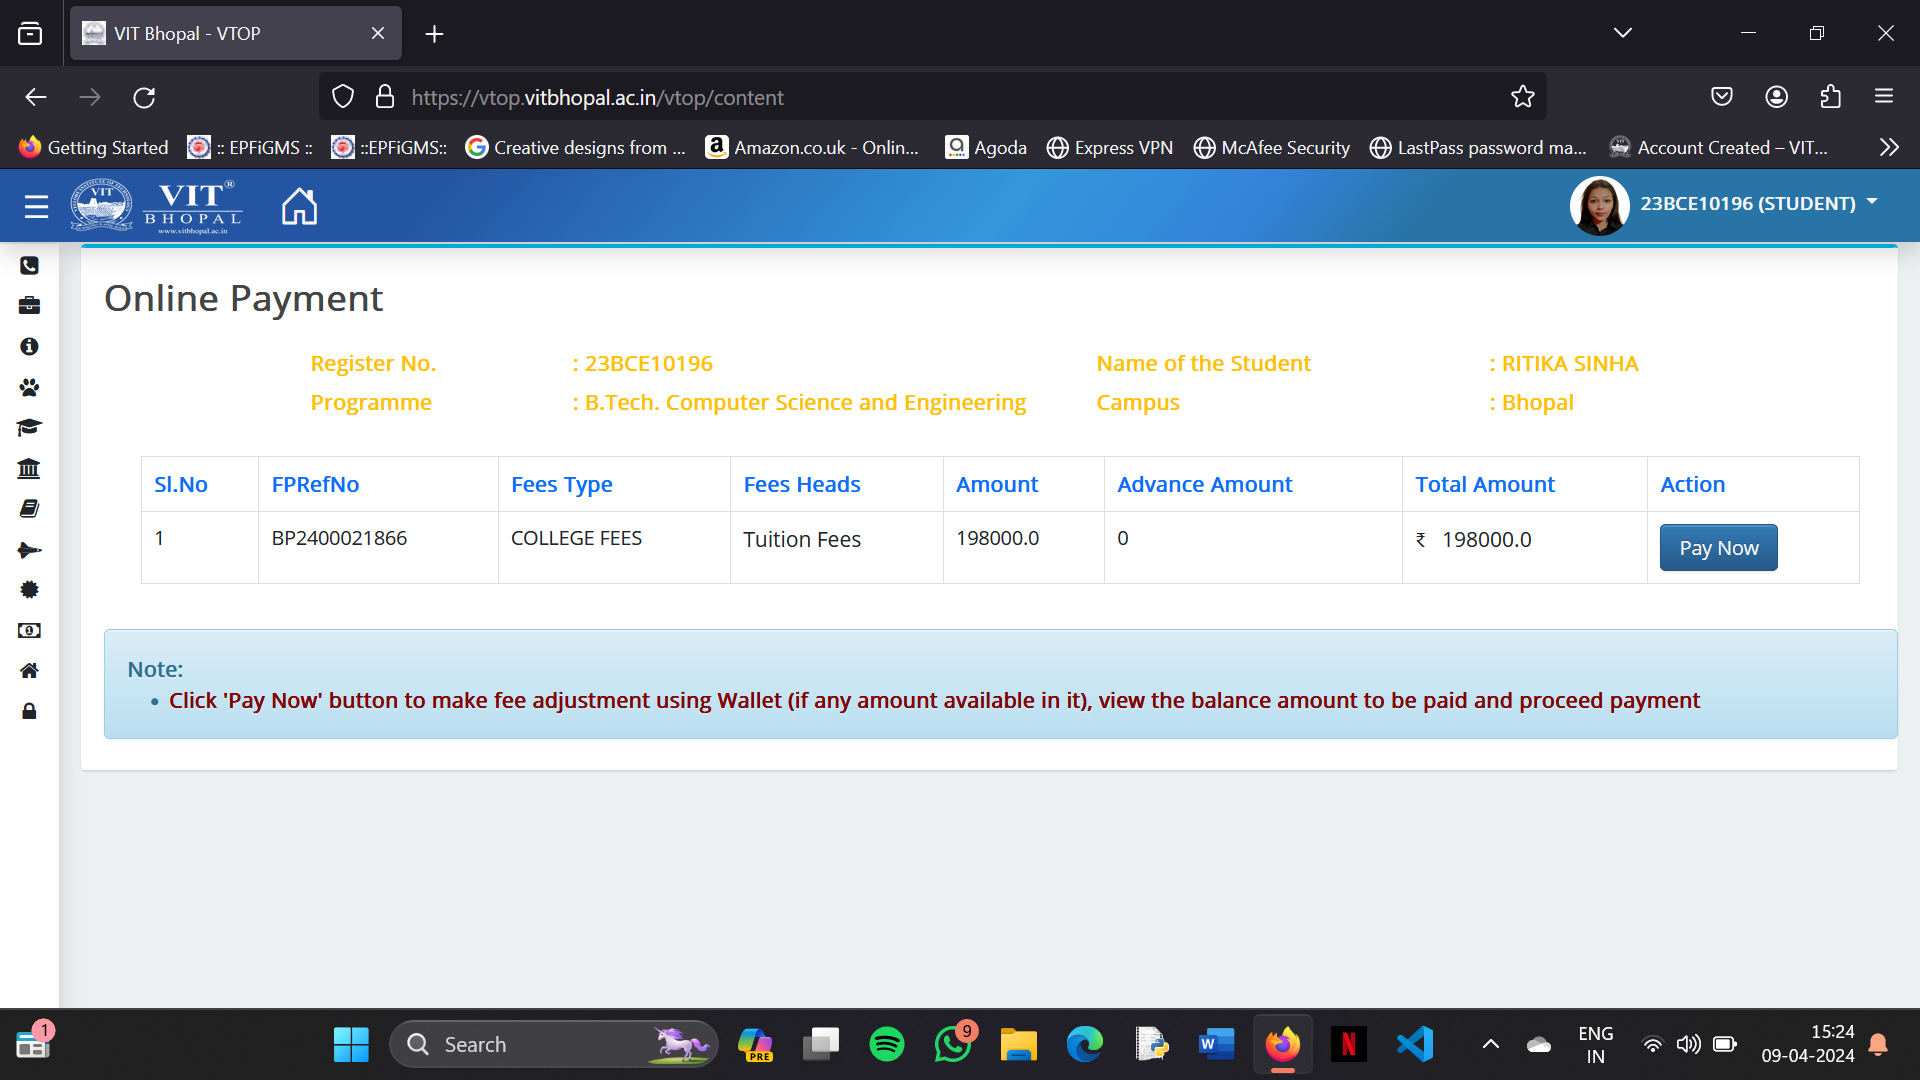 VIT Bhopal - VTOP
https://vtop.vitbhopal.ac.in/vtop/content
Getting Started :: EPFiGMS :: ::EPFiGMS:: Creative designs from ... Amazon.co.uk - Onlin... Agoda Express VPN McAfee Security LastPass password ma... Account Created – VIT...
VIT®
BHOPAL
www.vitbhopal.ac.in
23BCE10196 (STUDENT)
Online Payment
Register No. : 23BCE10196 Name of the Student : RITIKA SINHA
Programme : B.Tech. Computer Science and Engineering Campus : Bhopal
Sl.No FPRefNo Fees Type Fees Heads Amount Advance Amount Total Amount Action
1 BP2400021866 COLLEGE FEES Tuition Fees 198000.0 0 ₹ 198000.0 Pay Now
Note:
• Click 'Pay Now' button to make fee adjustment using Wallet (if any amount available in it), view the balance amount to be paid and proceed payment
1
Search
PRE
9
W
N
ENG
IN
15:24
09-04-2024